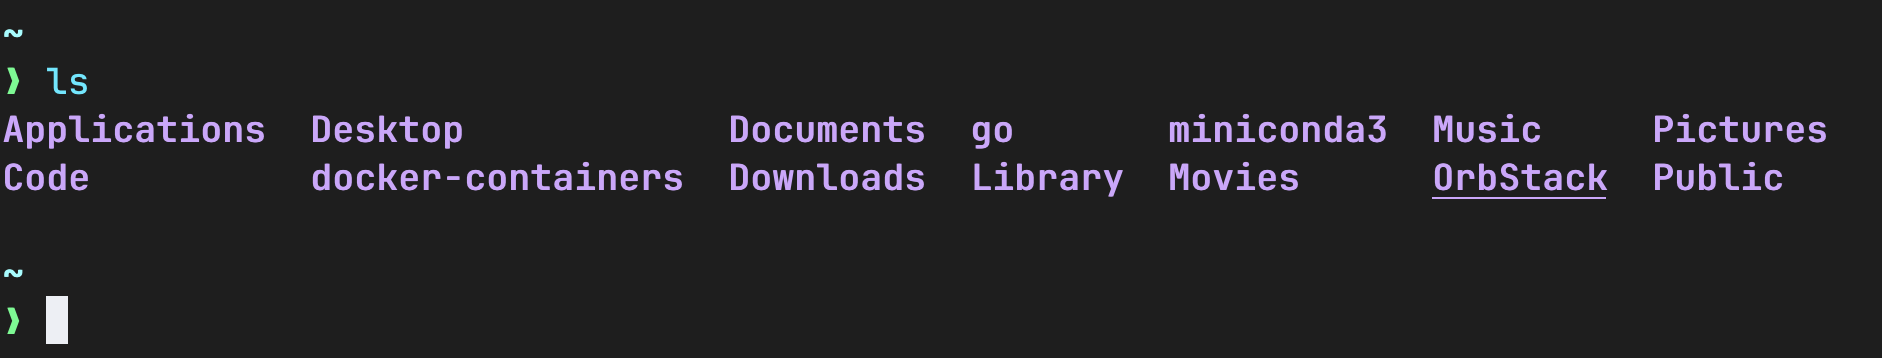 ~
❯ ls
Applications  Desktop            Documents  go       miniconda3  Music     Pictures
Code          docker-containers  Downloads  Library  Movies      OrbStack  Public
~
❯